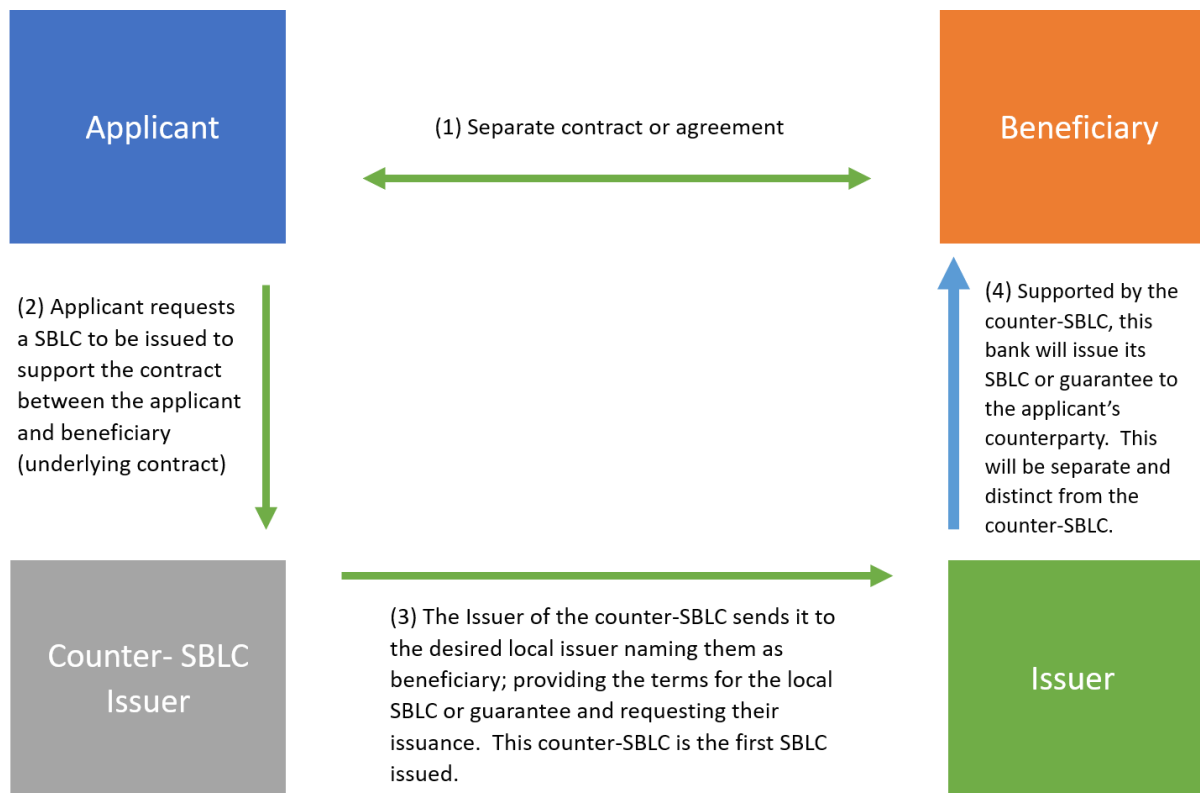 Applicant
(1) Separate contract or agreement
Beneficiary
(2) Applicant requests
a SBLC to be issued to
support the contract
between the applicant
and beneficiary
(underlying contract)
(4) Supported by the
counter-SBLC, this
bank will issue its
SBLC or guarantee to
the applicant’s
counterparty.  This
will be separate and
distinct from the
counter-SBLC.
Counter- SBLC
Issuer
(3) The Issuer of the counter-SBLC sends it to
the desired local issuer naming them as
beneficiary; providing the terms for the local
SBLC or guarantee and requesting their
issuance.  This counter-SBLC is the first SBLC
issued.
Issuer